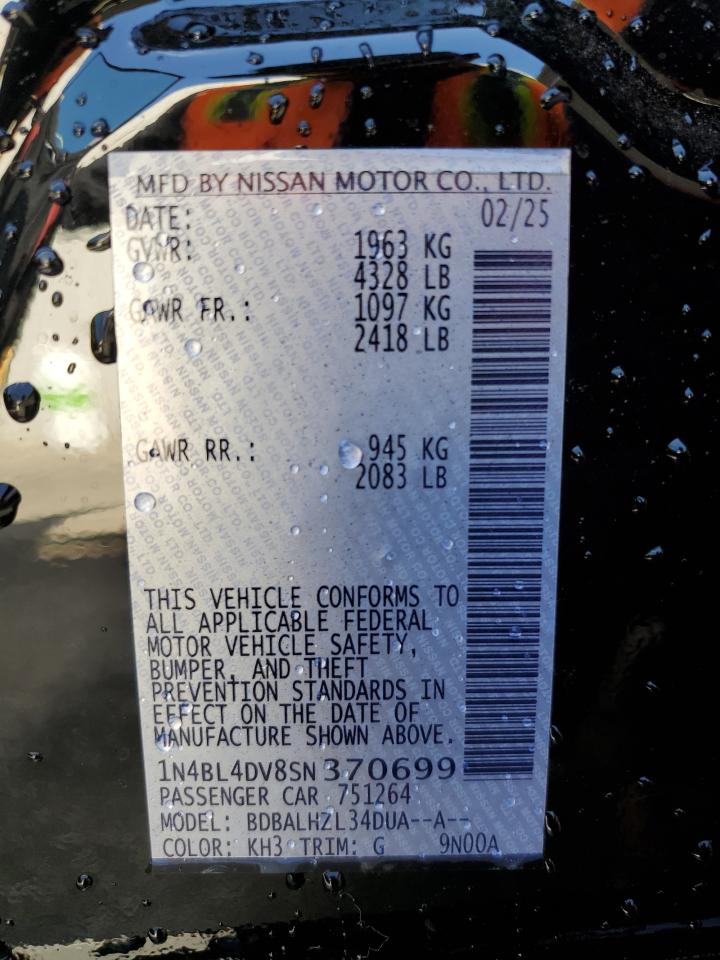 MFD BY NISSAN MOTOR CO., LTD.
DATE: 02/25
GVWR: 1963 KG
4328 LB
GAWR FR.: 1097 KG
2418 LB
GAWR RR.: 945 KG
2083 LB
THIS VEHICLE CONFORMS TO
ALL APPLICABLE FEDERAL
MOTOR VEHICLE SAFETY,
BUMPER, AND THEFT
PREVENTION STANDARDS IN
EFFECT ON THE DATE OF
MANUFACTURE SHOWN ABOVE.
1N4BL4DV8SN370699
PASSENGER CAR 751264
MODEL: BDBALHZL34DUA--A--
COLOR: KH3 TRIM: G 9N00A